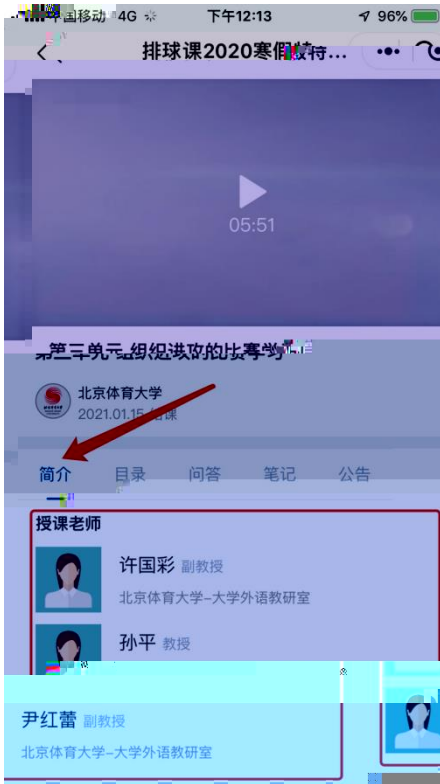 中国移动 4G 下午12:13 96%
排球课2020寒假特...
05:51
第三单元-组织进攻的比赛学
北京体育大学
2021.01.15 结课
简介 目录 问答 笔记 公告
授课老师
许国彩 副教授
北京体育大学-大学外语教研室
孙平 教授
尹红蕾 副教授
北京体育大学-大学外语教研室